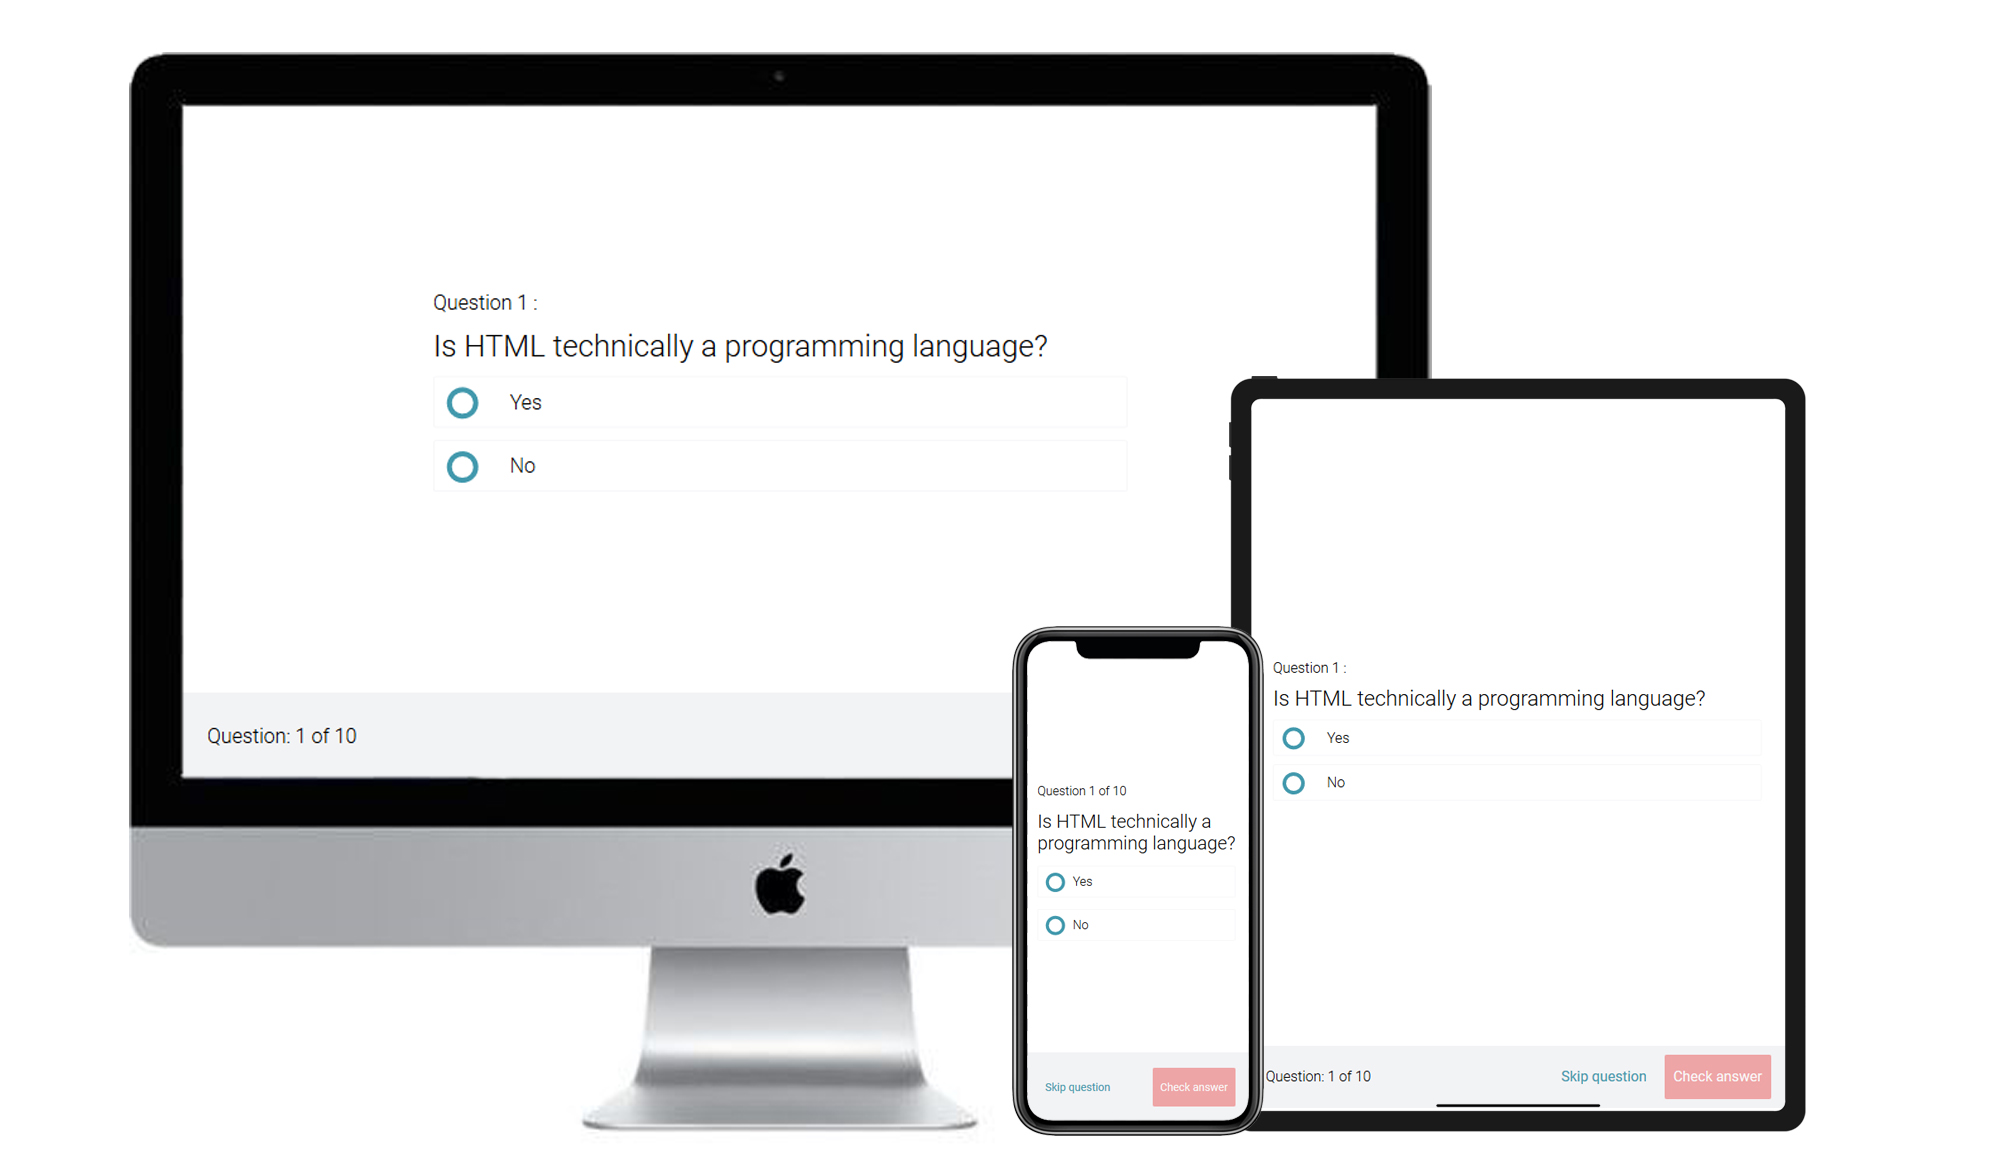 Question 1 :
Is HTML technically a programming language?
Yes
No
Question: 1 of 10
Question 1 of 10
Is HTML technically a
programming language?
Yes
No
Skip question
Check answer
Question 1 :
Is HTML technically a programming language?
Yes
No
Question: 1 of 10
Skip question
Check answer